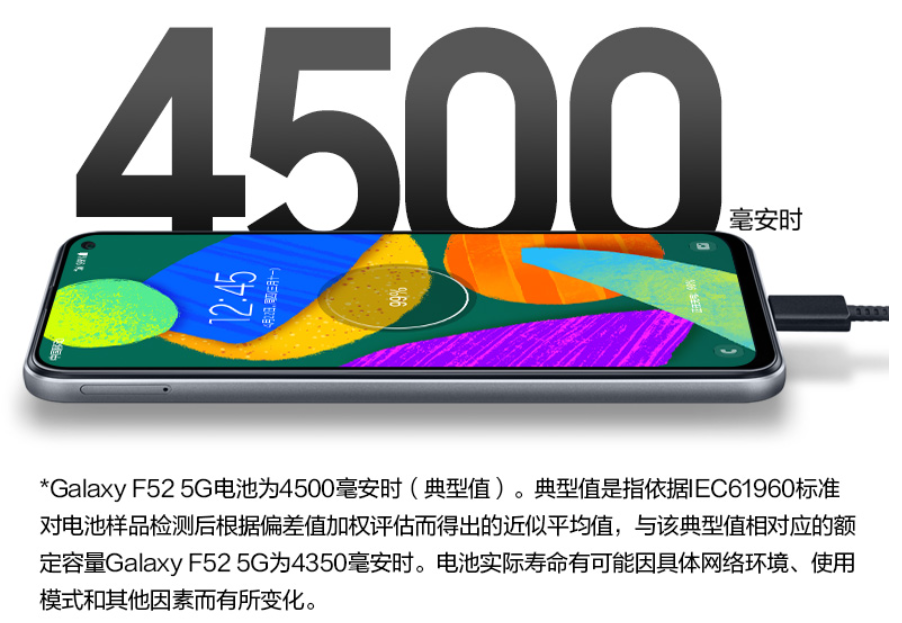 4500
毫安时
12:45
99%
中国移动
*Galaxy F52 5G电池为4500毫安时（典型值）。典型值是指依据IEC61960标准
对电池样品检测后根据偏差值加权评估而得出的近似平均值，与该典型值相对应的额
定容量Galaxy F52 5G为4350毫安时。电池实际寿命有可能因具体网络环境、使用
模式和其他因素而有所变化。